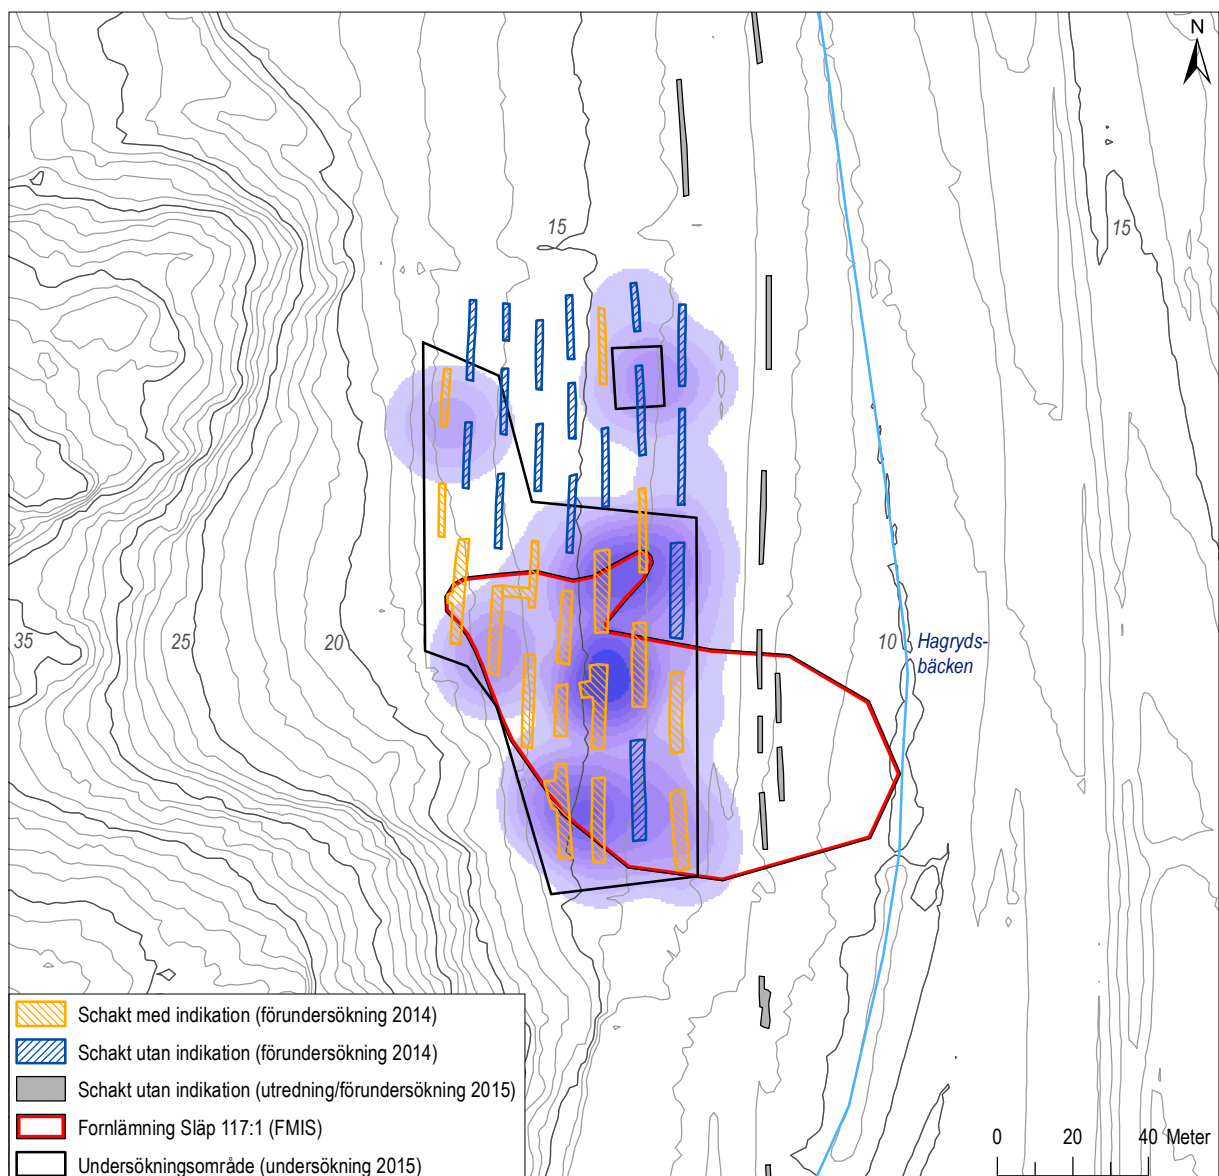 N
15
15
35
25
20
10
Hagryds-
bäcken
Schakt med indikation (förundersökning 2014)
Schakt utan indikation (förundersökning 2014)
Schakt utan indikation (utredning/förundersökning 2015)
Fornlämning Släp 117:1 (FMIS)
Undersökningsområde (undersökning 2015)
0 20 40 Meter